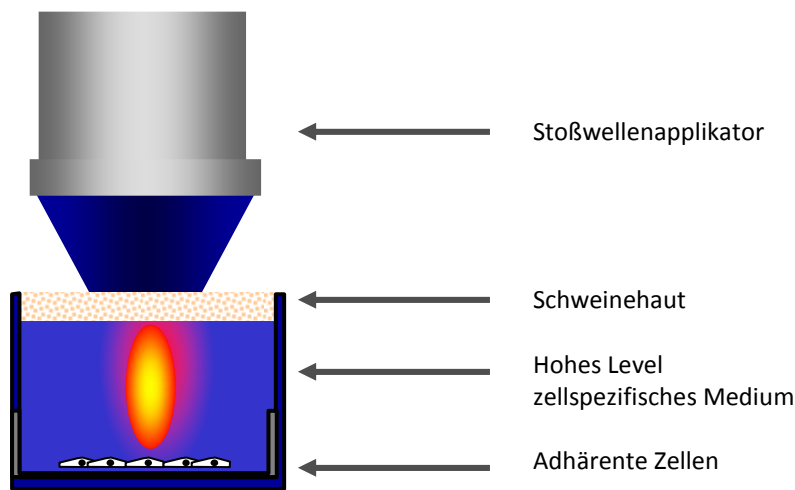 Stoßwellenapplikator
Schweinehaut
Hohes Level
zellspezifisches Medium
Adhärente Zellen